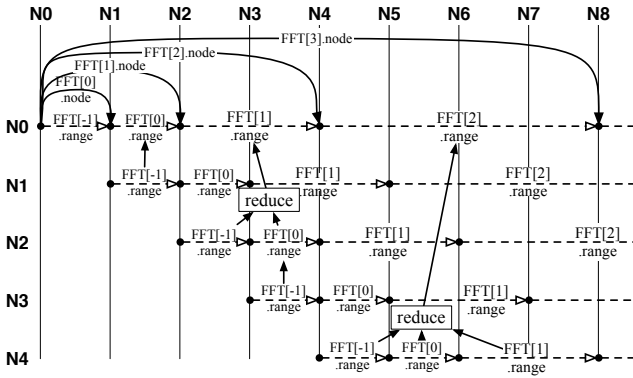 N0 N1 N2 N3 N4 N5 N6 N7 N8
FFT[3].node
FFT[2].node
FFT[1].node
FFT[0]
.node
N0 FFT[-1] FFT[0] FFT[1] FFT[2]
.range .range .range .range
N1 FFT[-1] FFT[0] FFT[1] FFT[2]
.range .range .range .range
reduce
N2 FFT[-1] FFT[0] FFT[1] FFT[2]
.range .range .range .range
N3 FFT[-1] FFT[0] FFT[1]
.range .range .range
reduce
N4 FFT[-1] FFT[0] FFT[1]
.range .range .range